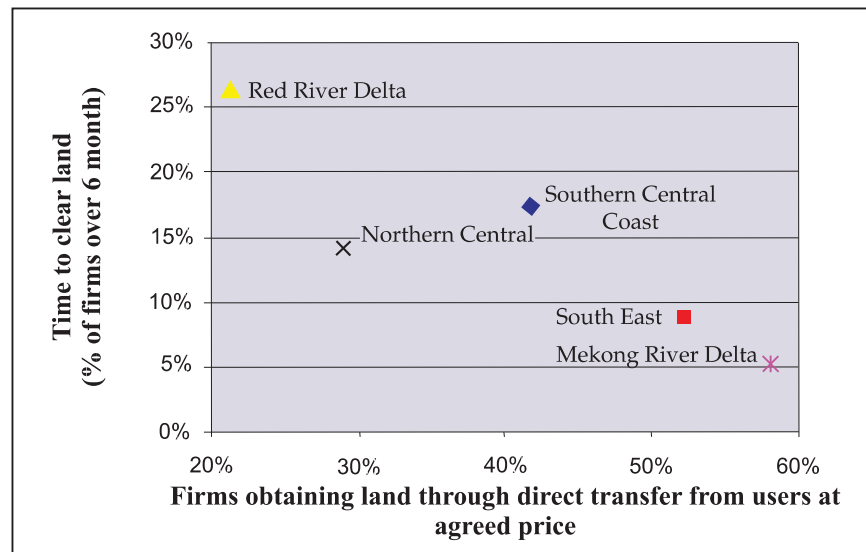 30%
25%
20%
15%
10%
5%
0%
Time to clear land
(% of firms over 6 month)
Red River Delta
Southern Central
Coast
Northern Central
South East
Mekong River Delta
20%
30%
40%
50%
60%
Firms obtaining land through direct transfer from users at
agreed price